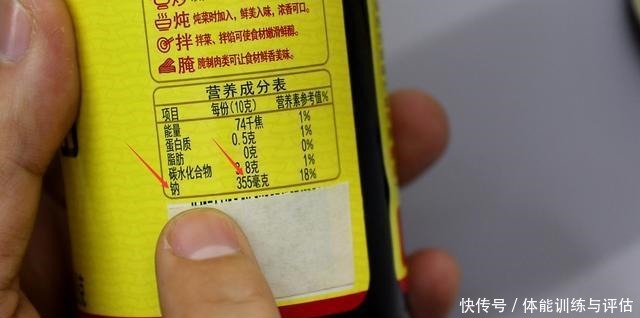 炖 炖菜时加入，鲜美入味，浓香可口。
拌 拌菜、拌馅可使食材嫩滑鲜醇。
腌 腌制肉类可让食材鲜香美味。
营养成分表
项目 每份(10克) 营养素参考值%
能量 74千焦 1%
蛋白质 0.5克 1%
脂肪 0克 0%
碳水化合物 8克 1%
钠 355毫克 18%
快传号 / 体能训练与评估